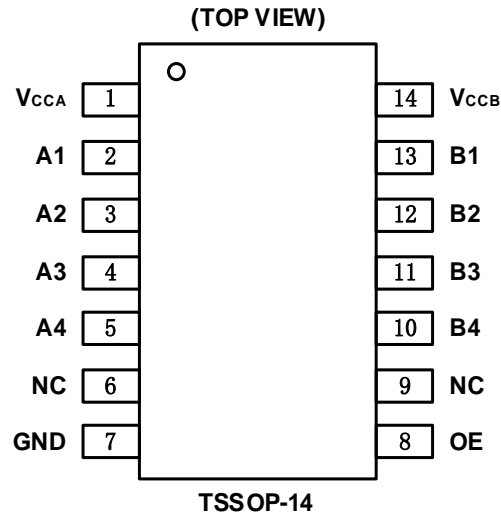 (TOP VIEW)
VCCA 1 14 VCCB
A1 2 13 B1
A2 3 12 B2
A3 4 11 B3
A4 5 10 B4
NC 6 9 NC
GND 7 8 OE
TSSOP-14